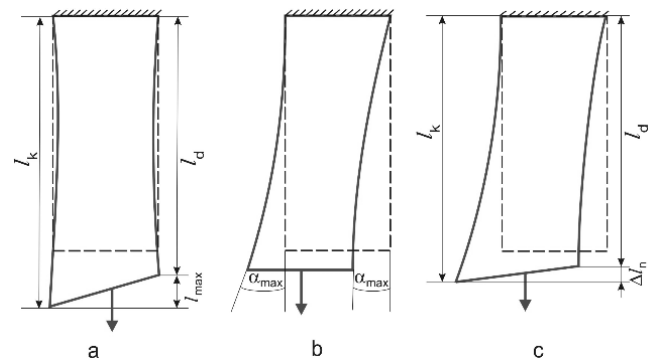 l_k
l_d
l_max
a
α_max
α_max
b
l_k
l_d
Δl_n
c